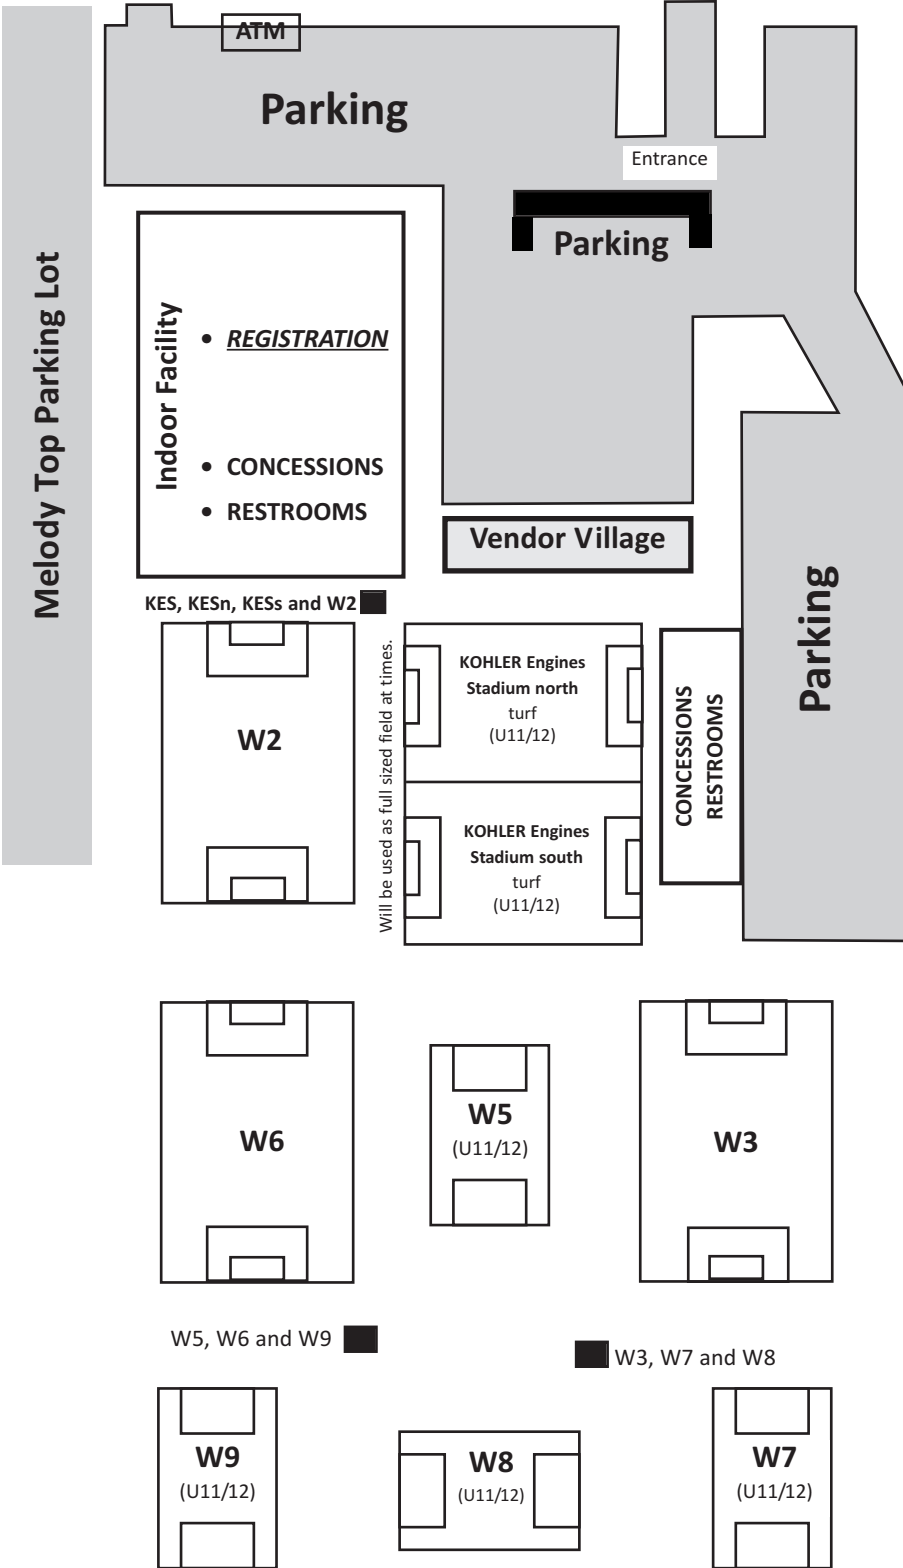 ATM
Parking
Entrance
Parking
Melody Top Parking Lot
Indoor Facility
• REGISTRATION
• CONCESSIONS
• RESTROOMS
Vendor Village
Parking
KES, KESn, KESs and W2
W2
Will be used as full sized field at times.
KOHLER Engines
Stadium north
turf
(U11/12)
KOHLER Engines
Stadium south
turf
(U11/12)
CONCESSIONS
RESTROOMS
W6
W5
(U11/12)
W3
W5, W6 and W9
W3, W7 and W8
W9
(U11/12)
W8
(U11/12)
W7
(U11/12)